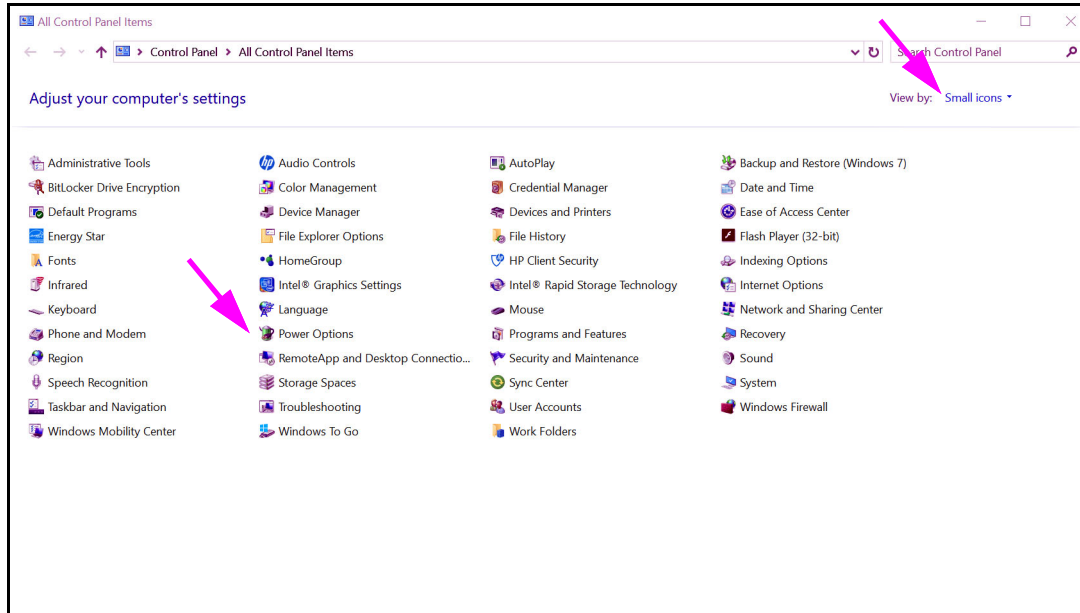 All Control Panel Items
Control Panel > All Control Panel Items
Search Control Panel
Adjust your computer's settings
View by: Small icons
Administrative Tools
Audio Controls
AutoPlay
Backup and Restore (Windows 7)
BitLocker Drive Encryption
Color Management
Credential Manager
Date and Time
Default Programs
Device Manager
Devices and Printers
Ease of Access Center
Energy Star
File Explorer Options
File History
Flash Player (32-bit)
Fonts
HomeGroup
HP Client Security
Indexing Options
Infrared
Intel® Graphics Settings
Intel® Rapid Storage Technology
Internet Options
Keyboard
Language
Mouse
Network and Sharing Center
Phone and Modem
Power Options
Programs and Features
Recovery
Region
RemoteApp and Desktop Connectio...
Security and Maintenance
Sound
Speech Recognition
Storage Spaces
Sync Center
System
Taskbar and Navigation
Troubleshooting
User Accounts
Windows Firewall
Windows Mobility Center
Windows To Go
Work Folders